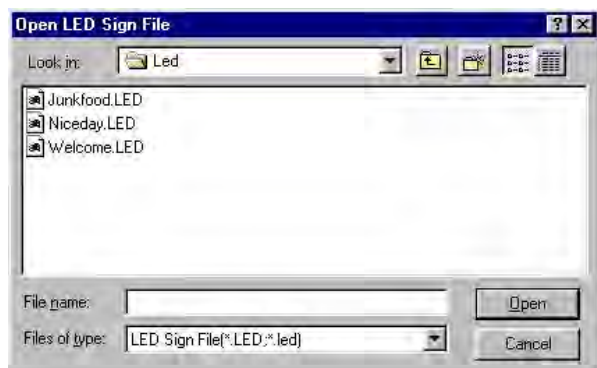 Open LED Sign File
Look in: Led
Junkfood.LED
Niceday.LED
Welcome.LED
File name: Open
Files of type: LED Sign File(*.LED;*.led) Cancel